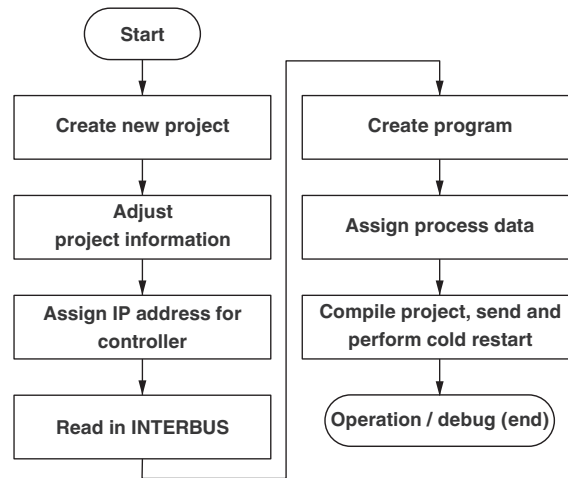 Start
Create new project
Adjust
project information
Assign IP address for
controller
Read in INTERBUS
Create program
Assign process data
Compile project, send and
perform cold restart
Operation / debug (end)